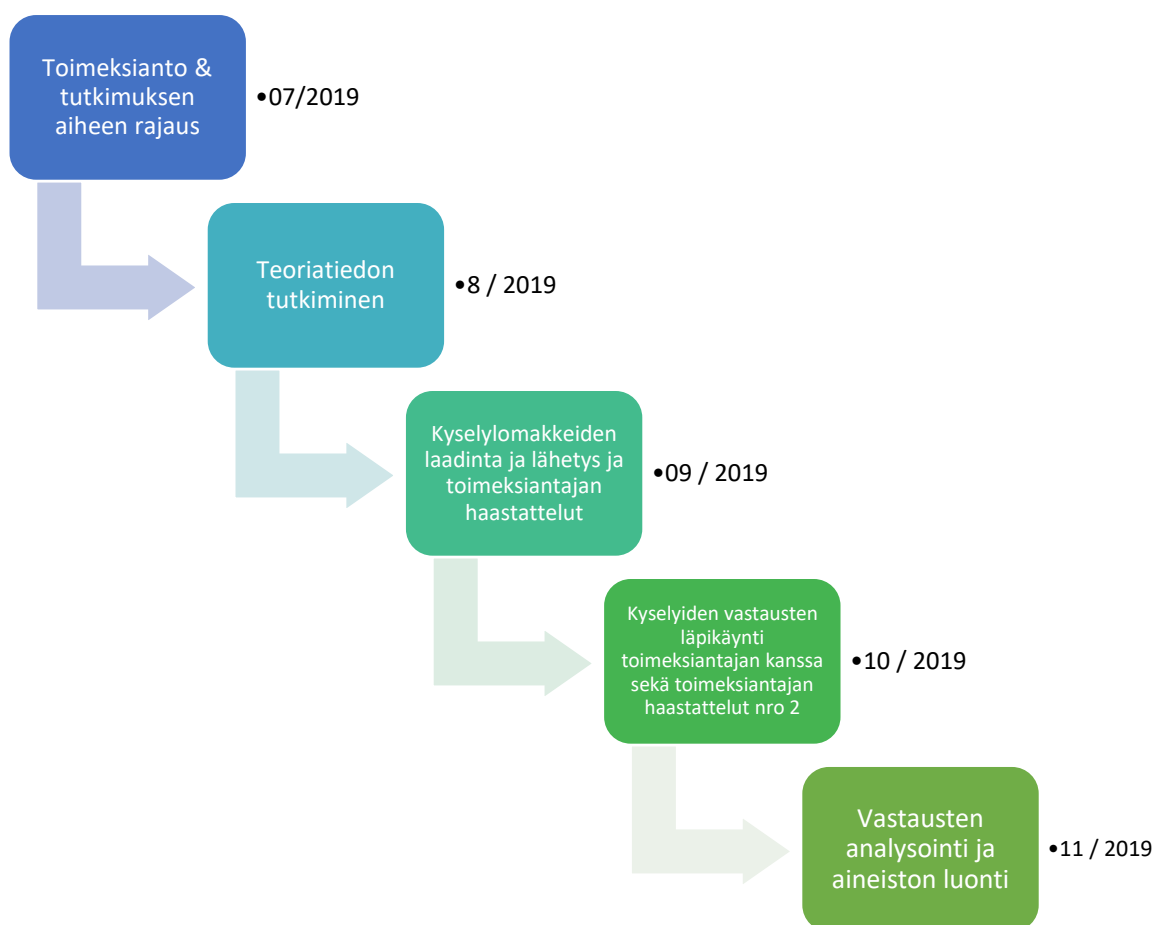 Toimeksianto &
tutkimuksen
aiheen rajaus
•07/2019
Teoriatiedon
tutkiminen
•8 / 2019
Kyselylomakkeiden
laadinta ja lähetys ja
toimeksiantajan
haastattelut
•09 / 2019
Kyselyiden vastausten
läpikäynti
toimeksiantajan kanssa
sekä toimeksiantajan
haastattelut nro 2
•10 / 2019
Vastausten
analysointi ja
aineiston luonti
•11 / 2019